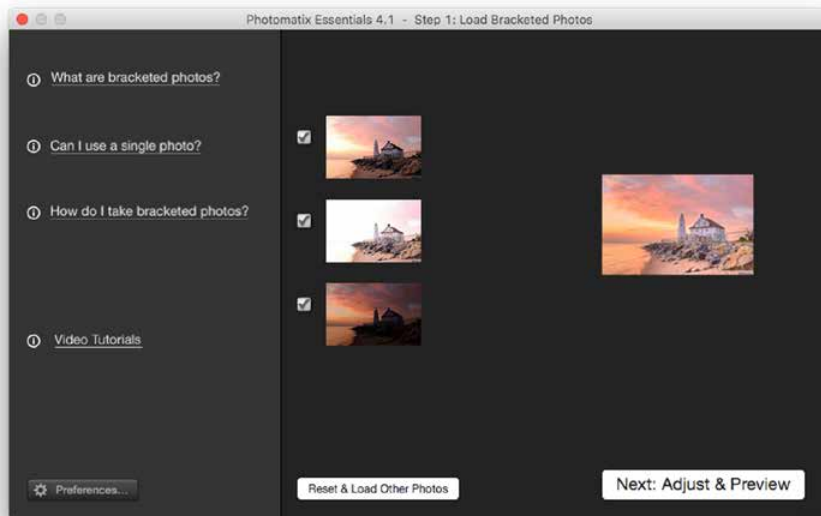 Photomatix Essentials 4.1 - Step 1: Load Bracketed Photos
What are bracketed photos?
Can I use a single photo?
How do I take bracketed photos?
Video Tutorials
Preferences...
Reset & Load Other Photos
Next: Adjust & Preview